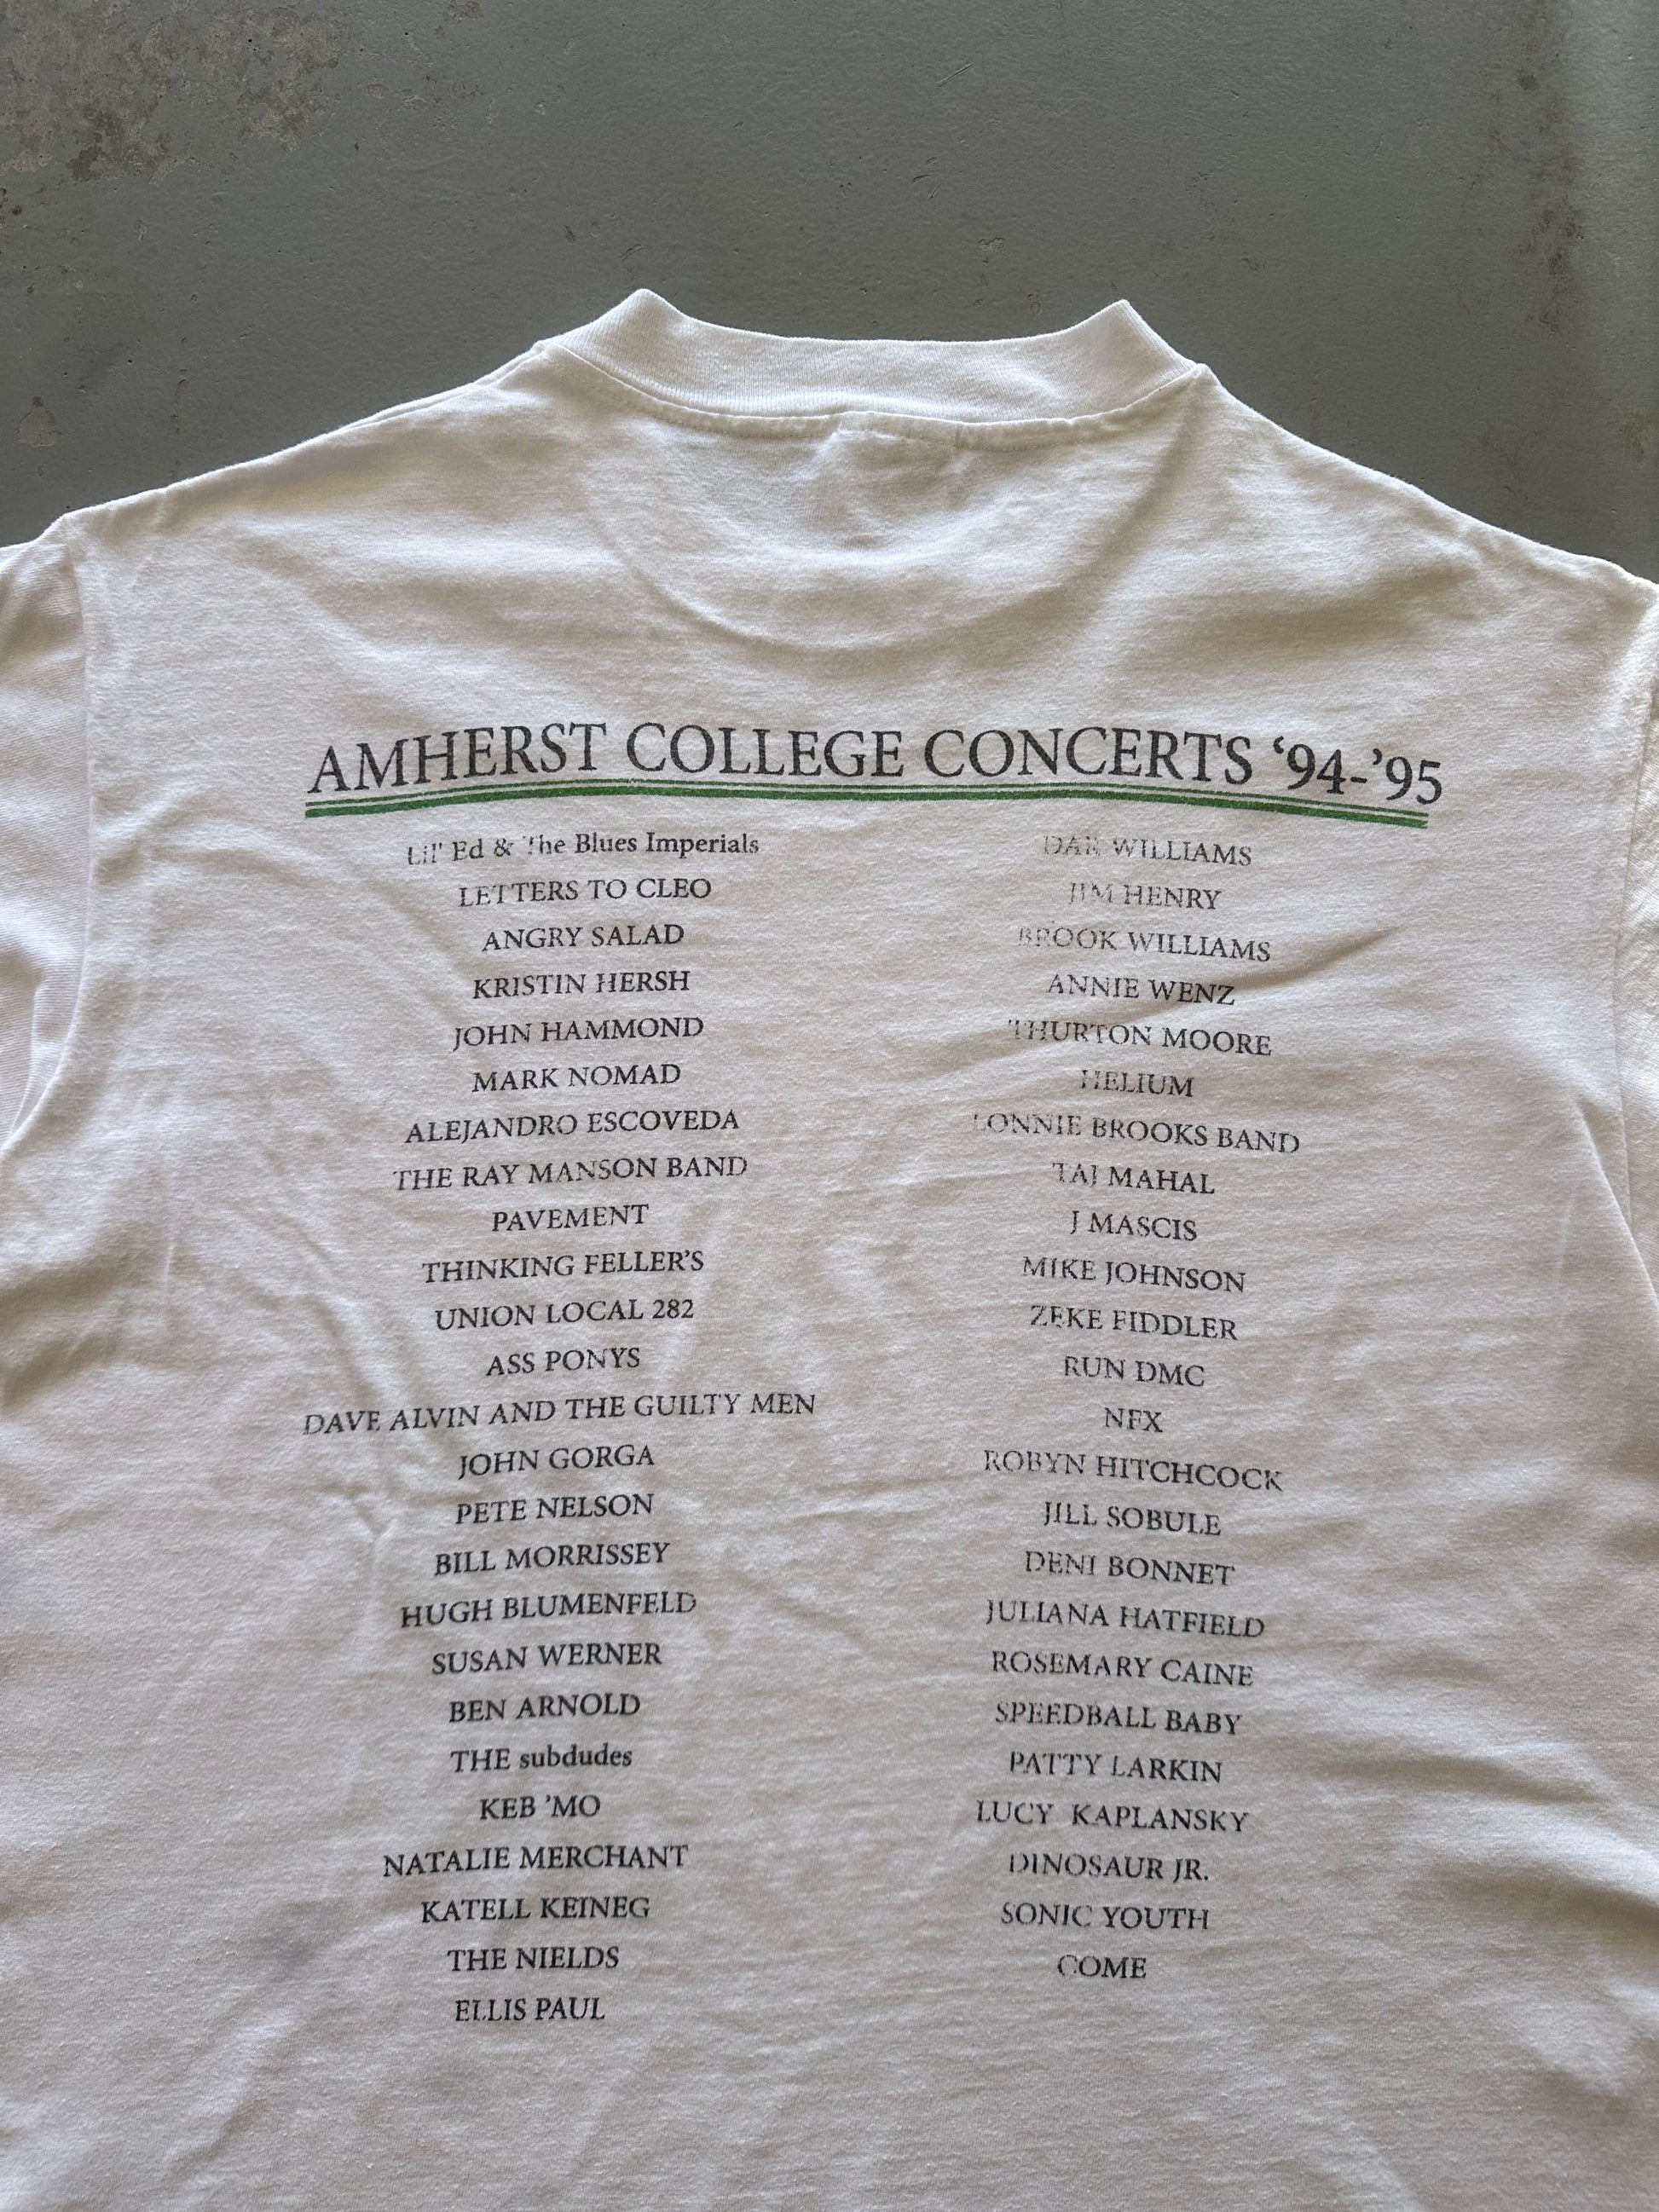 AMHERST COLLEGE CONCERTS ‘94-’95
Lil' Ed & The Blues Imperials
LETTERS TO CLEO
ANGRY SALAD
KRISTIN HERSH
JOHN HAMMOND
MARK NOMAD
ALEJANDRO ESCOVEDA
THE RAY MANSON BAND
PAVEMENT
THINKING FELLER’S
UNION LOCAL 282
ASS PONYS
DAVE ALVIN AND THE GUILTY MEN
JOHN GORGA
PETE NELSON
BILL MORRISSEY
HUGH BLUMENFELD
SUSAN WERNER
BEN ARNOLD
THE subdudes
KEB ’MO
NATALIE MERCHANT
KATELL KEINEG
THE NIELDS
ELLIS PAUL
DAR WILLIAMS
JIM HENRY
BROOK WILLIAMS
ANNIE WENZ
THURTON MOORE
HELIUM
LONNIE BROOKS BAND
TAJ MAHAL
J MASCIS
MIKE JOHNSON
ZEKE FIDDLER
RUN DMC
NFX
ROBYN HITCHCOCK
JILL SOBULE
DENI BONNET
JULIANA HATFIELD
ROSEMARY CAINE
SPEEDBALL BABY
PATTY LARKIN
LUCY KAPLANSKY
DINOSAUR JR.
SONIC YOUTH
COME